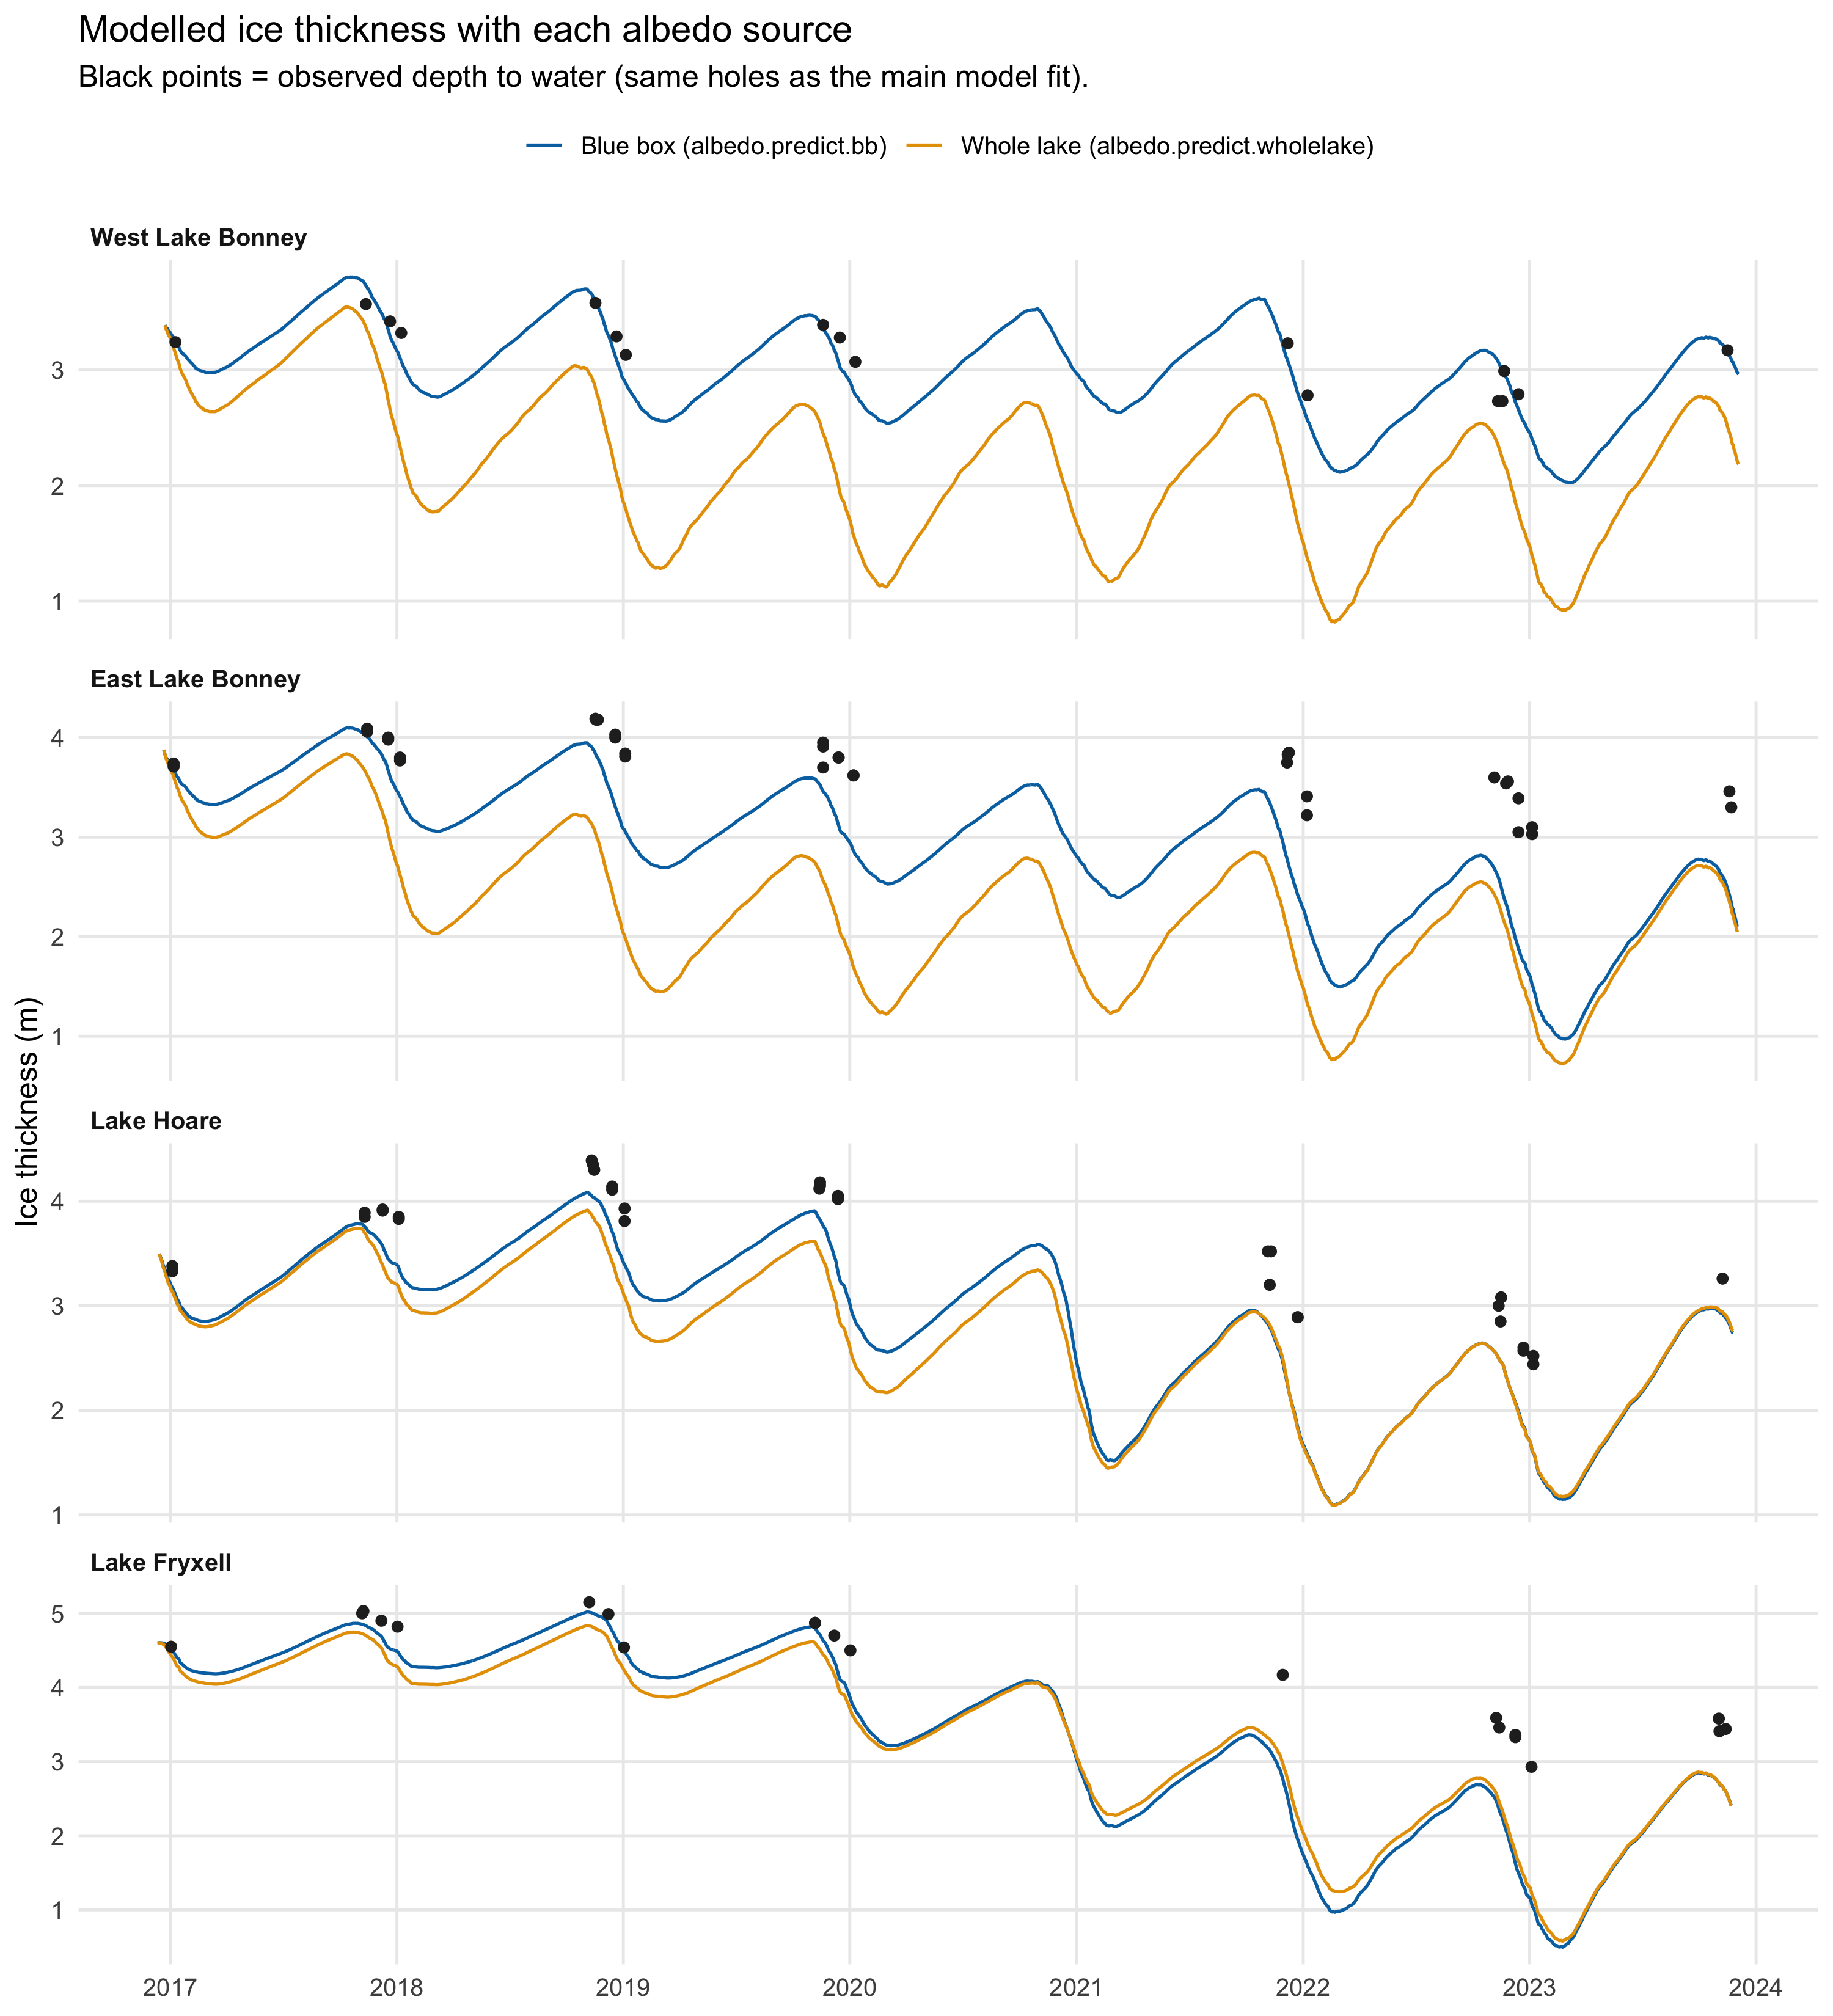 Modelled ice thickness with each albedo source
Black points = observed depth to water (same holes as the main model fit).
Blue box (albedo.predict.bb)
Whole lake (albedo.predict.wholelake)
Ice thickness (m)
West Lake Bonney
3
2
1
East Lake Bonney
4
3
2
1
Lake Hoare
4
3
2
1
Lake Fryxell
5
4
3
2
1
2017 2018 2019 2020 2021 2022 2023 2024